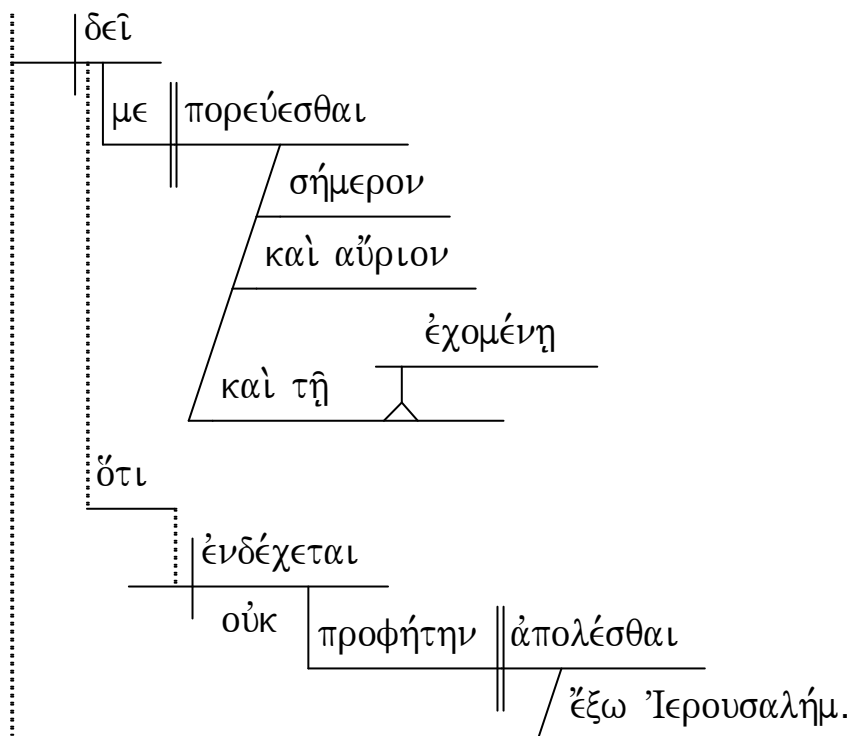 δεῖ
με πορεύεσθαι
σήμερον
καὶ αὔριον
ἐχομένῃ
καὶ τῇ
ὅτι
ἐνδέχεται
οὐκ
προφήτην ἀπολέσθαι
ἔξω Ἰερουσαλήμ.